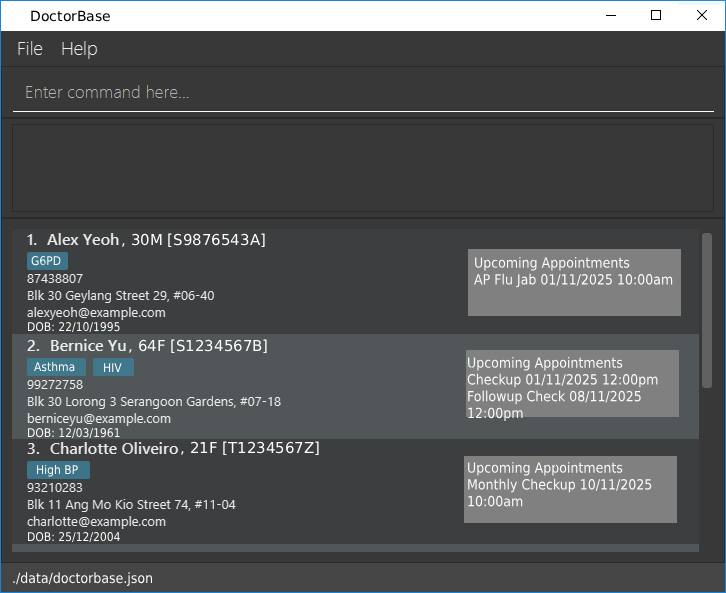 DoctorBase
File Help
Enter command here...
1. Alex Yeoh, 30M [S9876543A]
G6PD
87438807
Blk 30 Geylang Street 29, #06-40
alexyeoh@example.com
DOB: 22/10/1995
Upcoming Appointments
AP Flu Jab 01/11/2025 10:00am
2. Bernice Yu, 64F [S1234567B]
Asthma HIV
99272758
Blk 30 Lorong 3 Serangoon Gardens, #07-18
berniceyu@example.com
DOB: 12/03/1961
Upcoming Appointments
Checkup 01/11/2025 12:00pm
Followup Check 08/11/2025
12:00pm
3. Charlotte Oliveiro, 21F [T1234567Z]
High BP
93210283
Blk 11 Ang Mo Kio Street 74, #11-04
charlotte@example.com
DOB: 25/12/2004
Upcoming Appointments
Monthly Checkup 10/11/2025
10:00am
./data/doctorbase.json